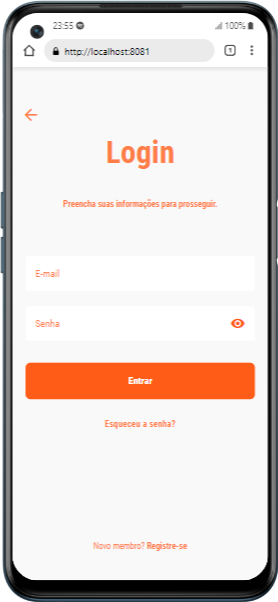 23:55
100%
http://localhost:8081
1
Login
Preencha suas informações para prosseguir.
E-mail
Senha
Entrar
Esqueceu a senha?
Novo membro? Registre-se